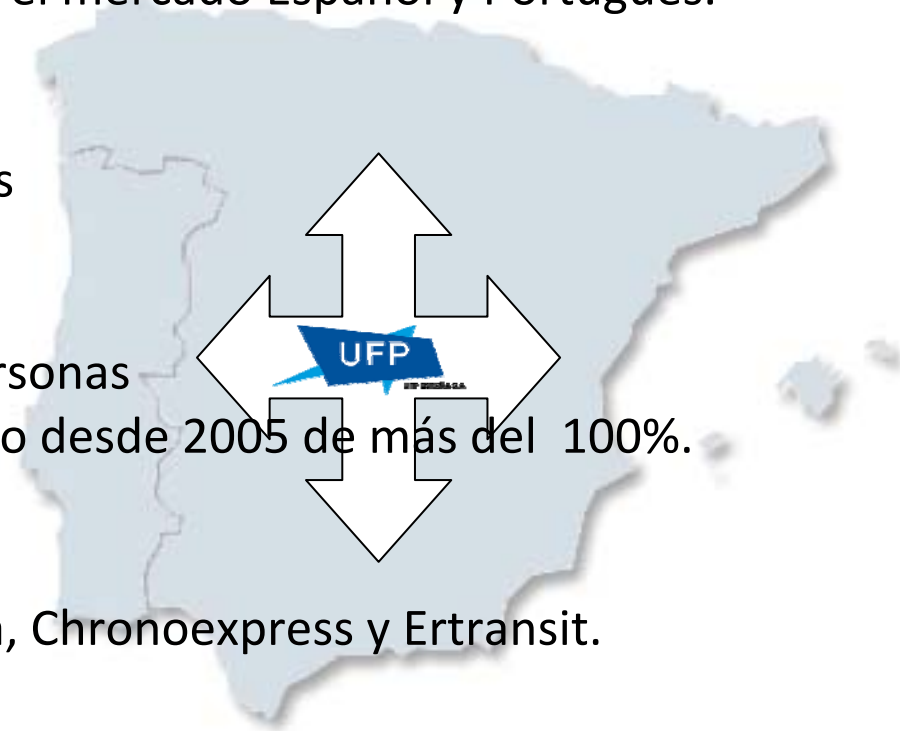 el mercado Español y Portugués.
s
UFP
rsonas
o desde 2005 de más del 100%.
, Chronoexpress y Ertransit.